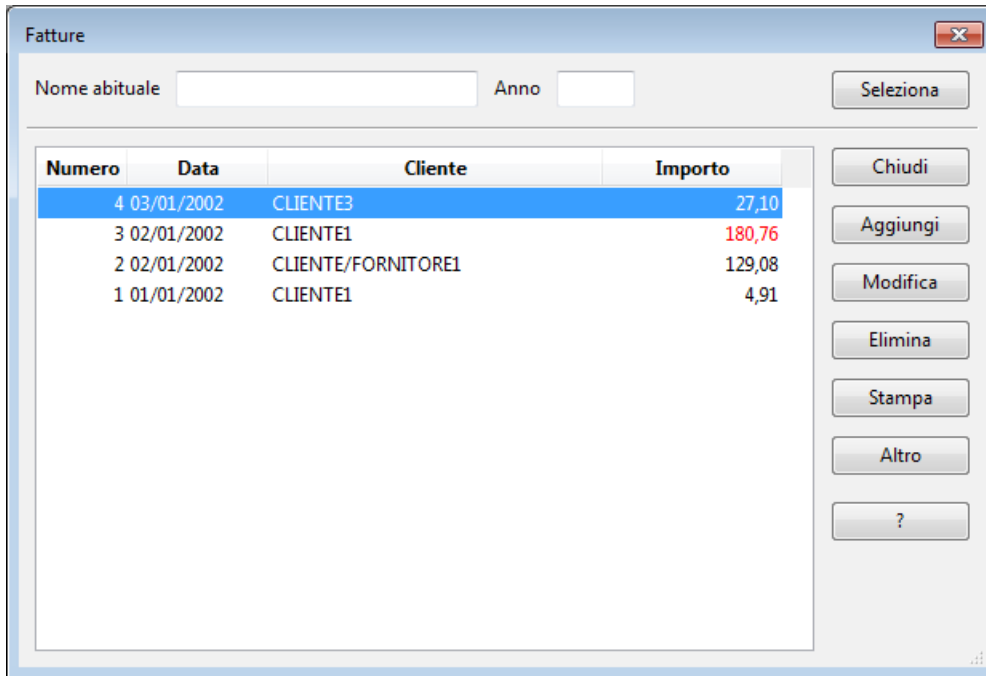 Fatture
Nome abituale Anno Seleziona
Numero Data Cliente Importo
4 03/01/2002 CLIENTE3 27,10
3 02/01/2002 CLIENTE1 180,76
2 02/01/2002 CLIENTE/FORNITORE1 129,08
1 01/01/2002 CLIENTE1 4,91
Chiudi
Aggiungi
Modifica
Elimina
Stampa
Altro
?